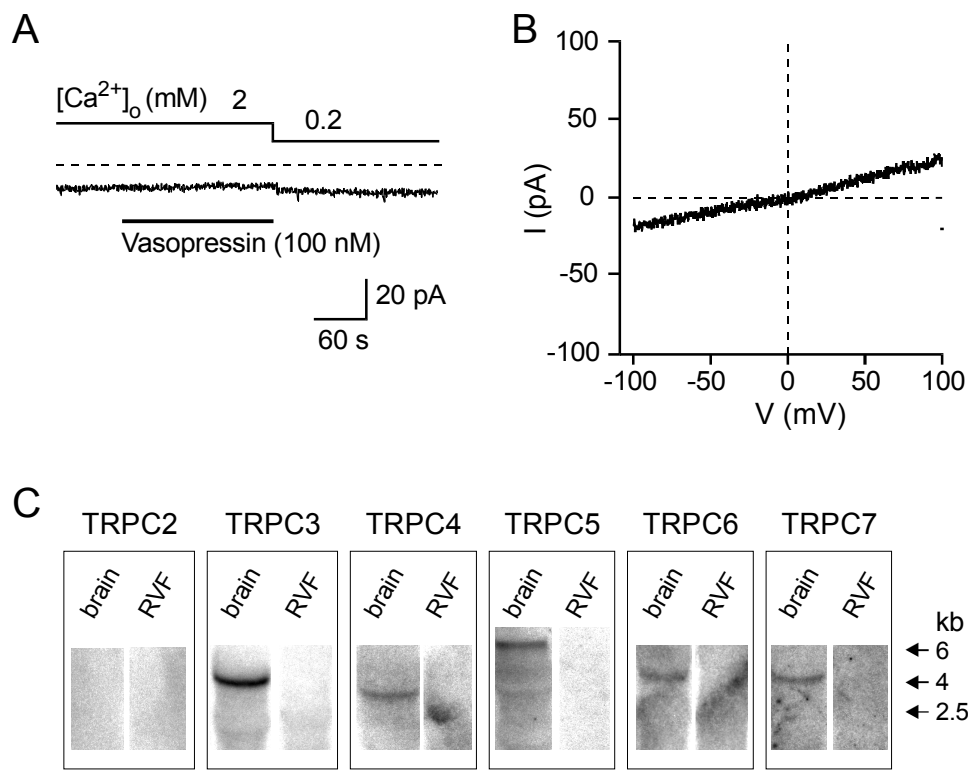 A
[Ca²⁺]ₒ (mM) 2
0.2
Vasopressin (100 nM)
20 pA
60 s
B
100
50
0
-50
-100
I (pA)
-100 -50 0 50 100
V (mV)
C
TRPC2 TRPC3 TRPC4 TRPC5 TRPC6 TRPC7
brain RVF brain RVF brain RVF brain RVF brain RVF brain RVF
kb
6
4
2.5